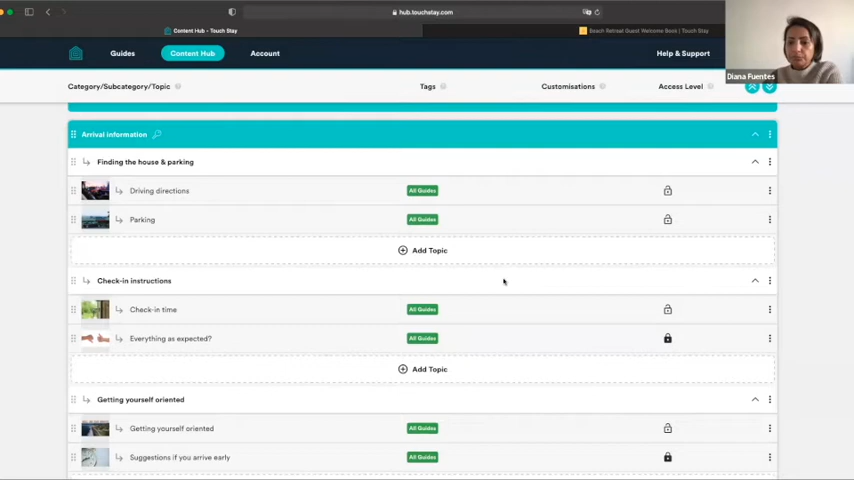 hub.touchstay.com
Content Hub - Touch Stay
Beach Retreat Guest Welcome Book | Touch Stay
Guides
Content Hub
Account
Help & Support
Diana Fuentes
Category/Subcategory/Topic
Tags
Customisations
Access Level
Arrival information
Finding the house & parking
Driving directions
All Guides
Parking
All Guides
Add Topic
Check-in instructions
Check-in time
All Guides
Everything as expected?
All Guides
Add Topic
Getting yourself oriented
Getting yourself oriented
All Guides
Suggestions if you arrive early
All Guides